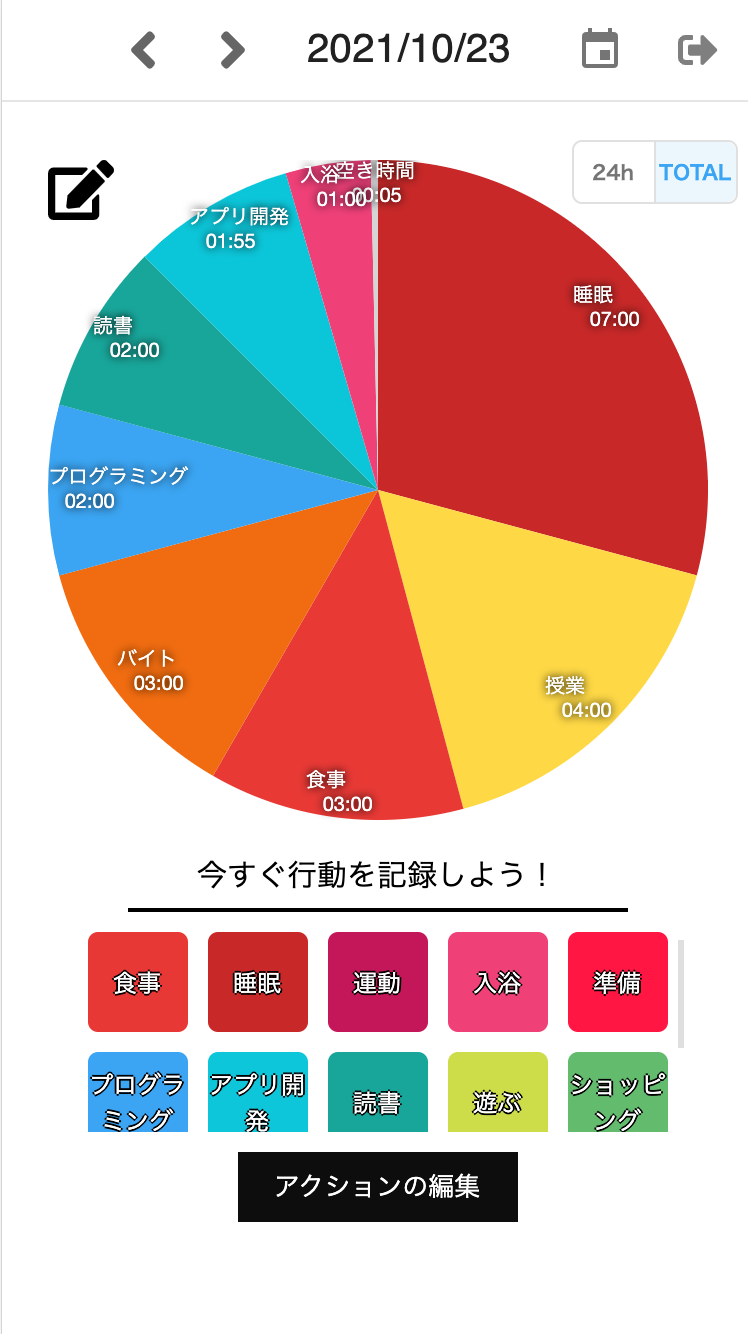 2021/10/23
24h
TOTAL
入浴
01:00
空き時間
00:05
アプリ開発
01:55
睡眠
07:00
読書
02:00
プログラミング
02:00
バイト
03:00
授業
04:00
食事
03:00
今すぐ行動を記録しよう！
食事
睡眠
運動
入浴
準備
プログラ
ミング
アプリ開
発
読書
遊ぶ
ショッピ
ング
アクションの編集